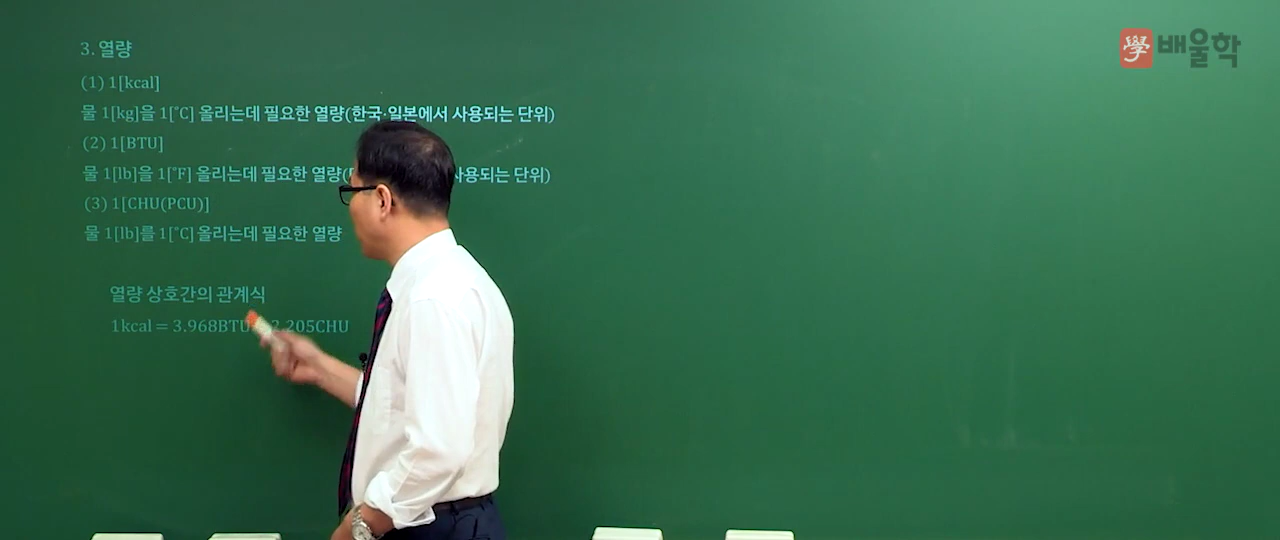 3. 열량
(1) 1[kcal]
물 1[kg]을 1[°C] 올리는데 필요한 열량(한국·일본에서 사용되는 단위)
(2) 1[BTU]
물 1[lb]을 1[°F] 올리는데 필요한 열량( 사용되는 단위)
(3) 1[CHU(PCU)]
물 1[lb]를 1[°C] 올리는데 필요한 열량
열량 상호간의 관계식
1kcal = 3.968BTU 2.205CHU
學 배울학